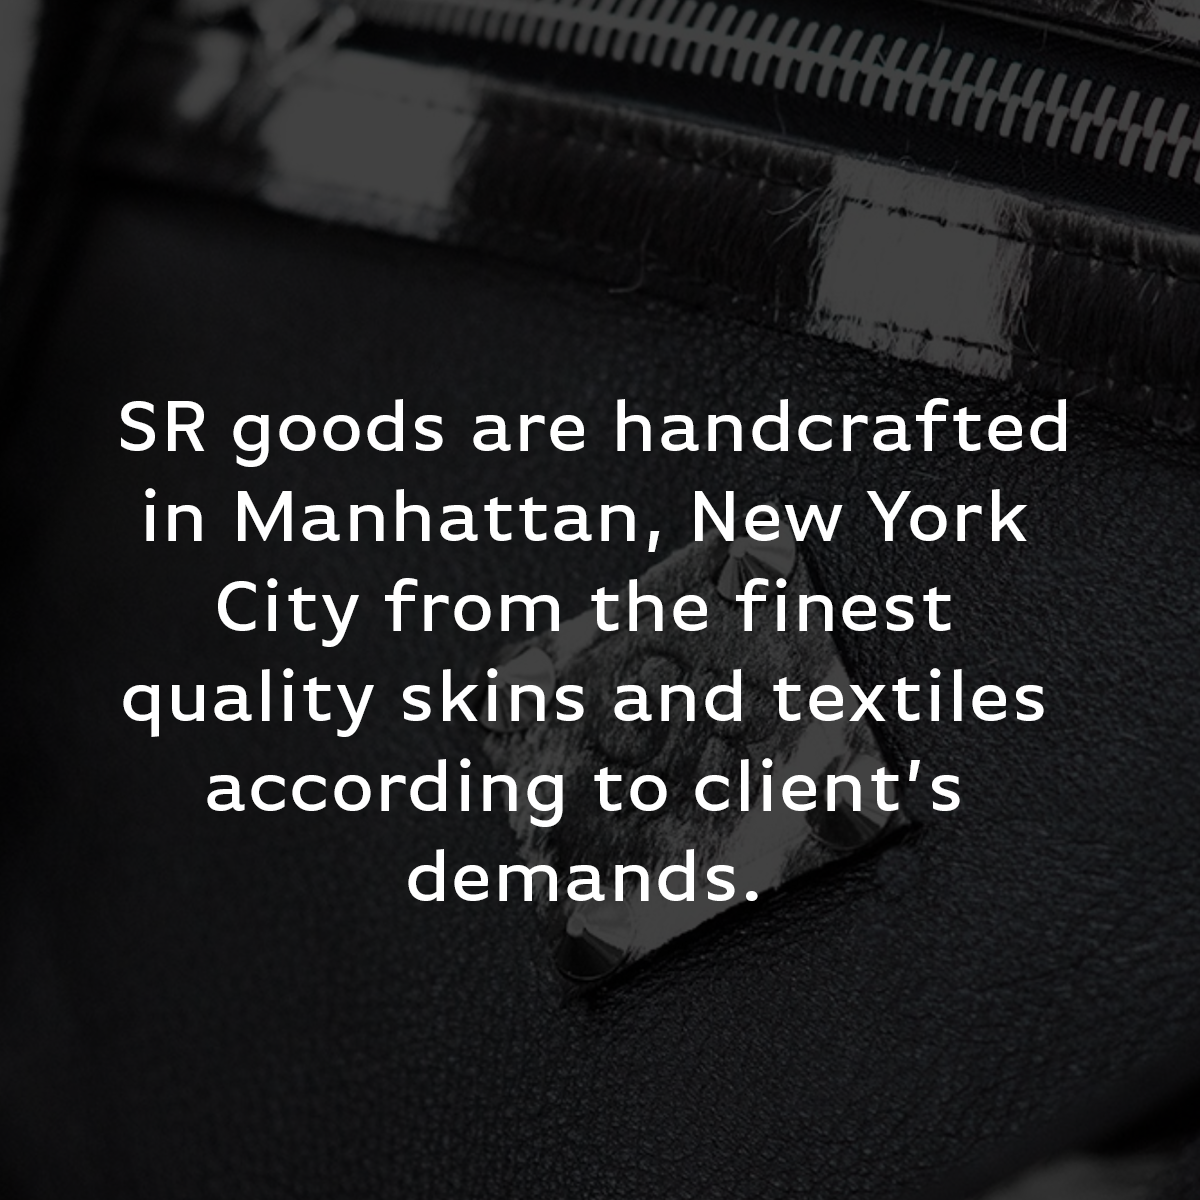 SR goods are handcrafted
in Manhattan, New York
City from the finest
quality skins and textiles
according to client's
demands.